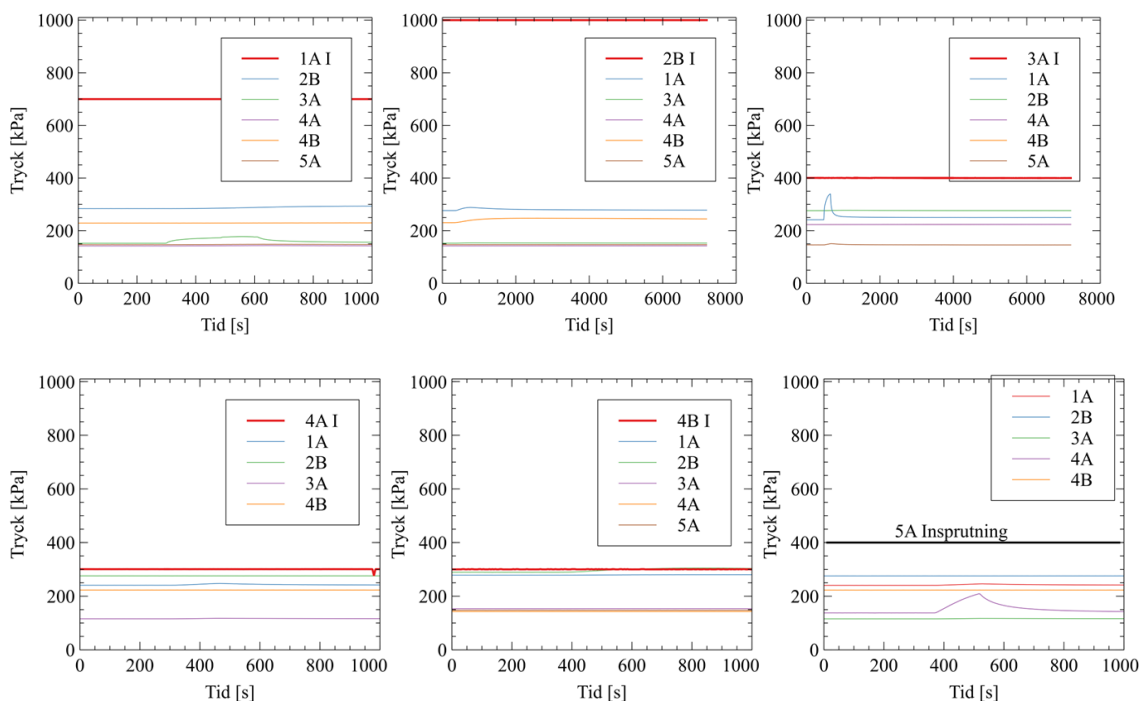 1000
800
600
400
200
0
Tryck [kPa]
1A I
2B
3A
4A
4B
5A
0 200 400 600 800 1000
Tid [s]
1000
800
600
400
200
0
Tryck [kPa]
2B I
1A
3A
4A
4B
5A
0 2000 4000 6000 8000
Tid [s]
1000
800
600
400
200
0
Tryck [kPa]
3A I
1A
2B
4A
4B
5A
0 2000 4000 6000 8000
Tid [s]
1000
800
600
400
200
0
Tryck [kPa]
4A I
1A
2B
3A
4B
0 200 400 600 800 1000
Tid [s]
1000
800
600
400
200
0
Tryck [kPa]
4B I
1A
2B
3A
4A
5A
0 200 400 600 800 1000
Tid [s]
1000
800
600
400
200
0
Tryck [kPa]
1A
2B
3A
4A
4B
5A Insprutning
0 200 400 600 800 1000
Tid [s]